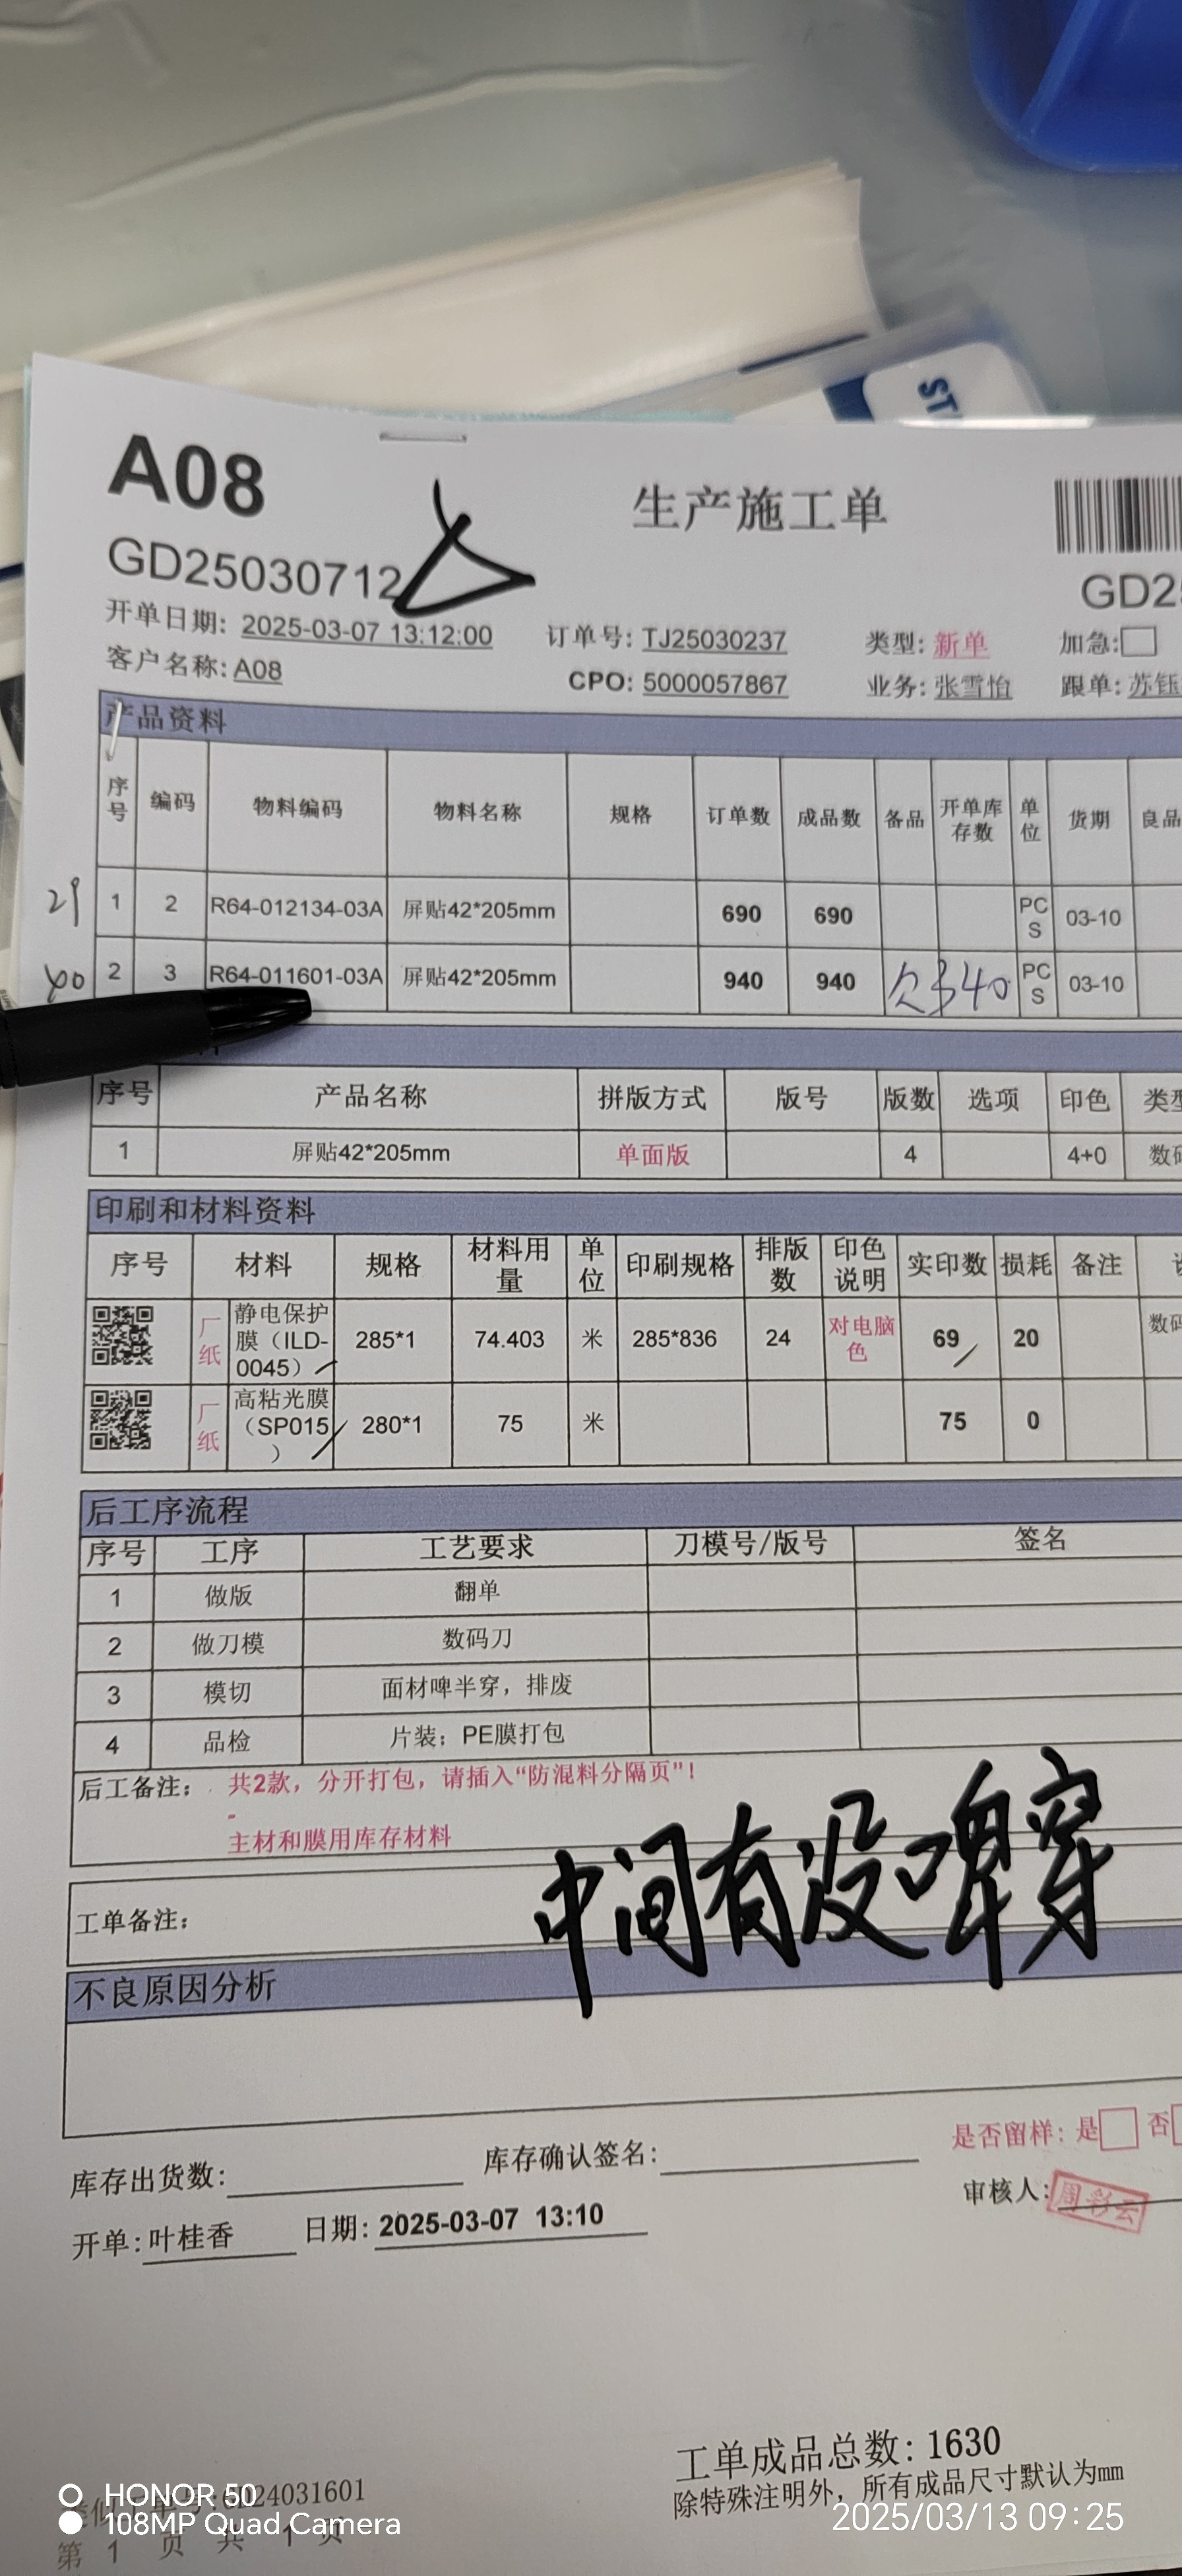 ST
A08
生产施工单
GD25030712
GD2
开单日期: 2025-03-07 13:12:00 订单号: TJ25030237 类型: 新单 加急:
客户名称: A08 CPO: 5000057867 业务: 张雪怡 跟单: 苏钰
产品资料
序号 编码 物料编码 物料名称 规格 订单数 成品数 备品 开单库存数 单位 货期 良品
29 1 2 R64-012134-03A 屏贴42*205mm 690 690 PCS 03-10
40 2 3 R64-011601-03A 屏贴42*205mm 940 940 欠340 PCS 03-10
序号 产品名称 拼版方式 版号 版数 选项 印色 类型
1 屏贴42*205mm 单面版 4 4+0 数码
印刷和材料资料
序号 材料 规格 材料用量 单位 印刷规格 排版数 印色说明 实印数 损耗 备注
厂纸 静电保护膜（ILD-0045） 285*1 74.403 米 285*836 24 对电脑色 69 20 数码
厂纸 高粘光膜（SP015） 280*1 75 米 75 0
后工序流程
序号 工序 工艺要求 刀模号/版号 签名
1 做版 翻单
2 做刀模 数码刀
3 模切 面材啤半穿，排废
4 品检 片装；PE膜打包
后工备注: 共2款，分开打包，请插入“防混料分隔页”！
-
主材和膜用库存材料
中间有没啤穿
工单备注:
不良原因分析
是否留样: 是 否
库存出货数: 库存确认签名:
审核人: 周彩云
开单: 叶桂香 日期: 2025-03-07 13:10
工单成品总数: 1630
除特殊注明外，所有成品尺寸默认为mm
单号:GD24031601
第 1 页 共 1 页
HONOR 50
108MP Quad Camera
2025/03/13 09:25